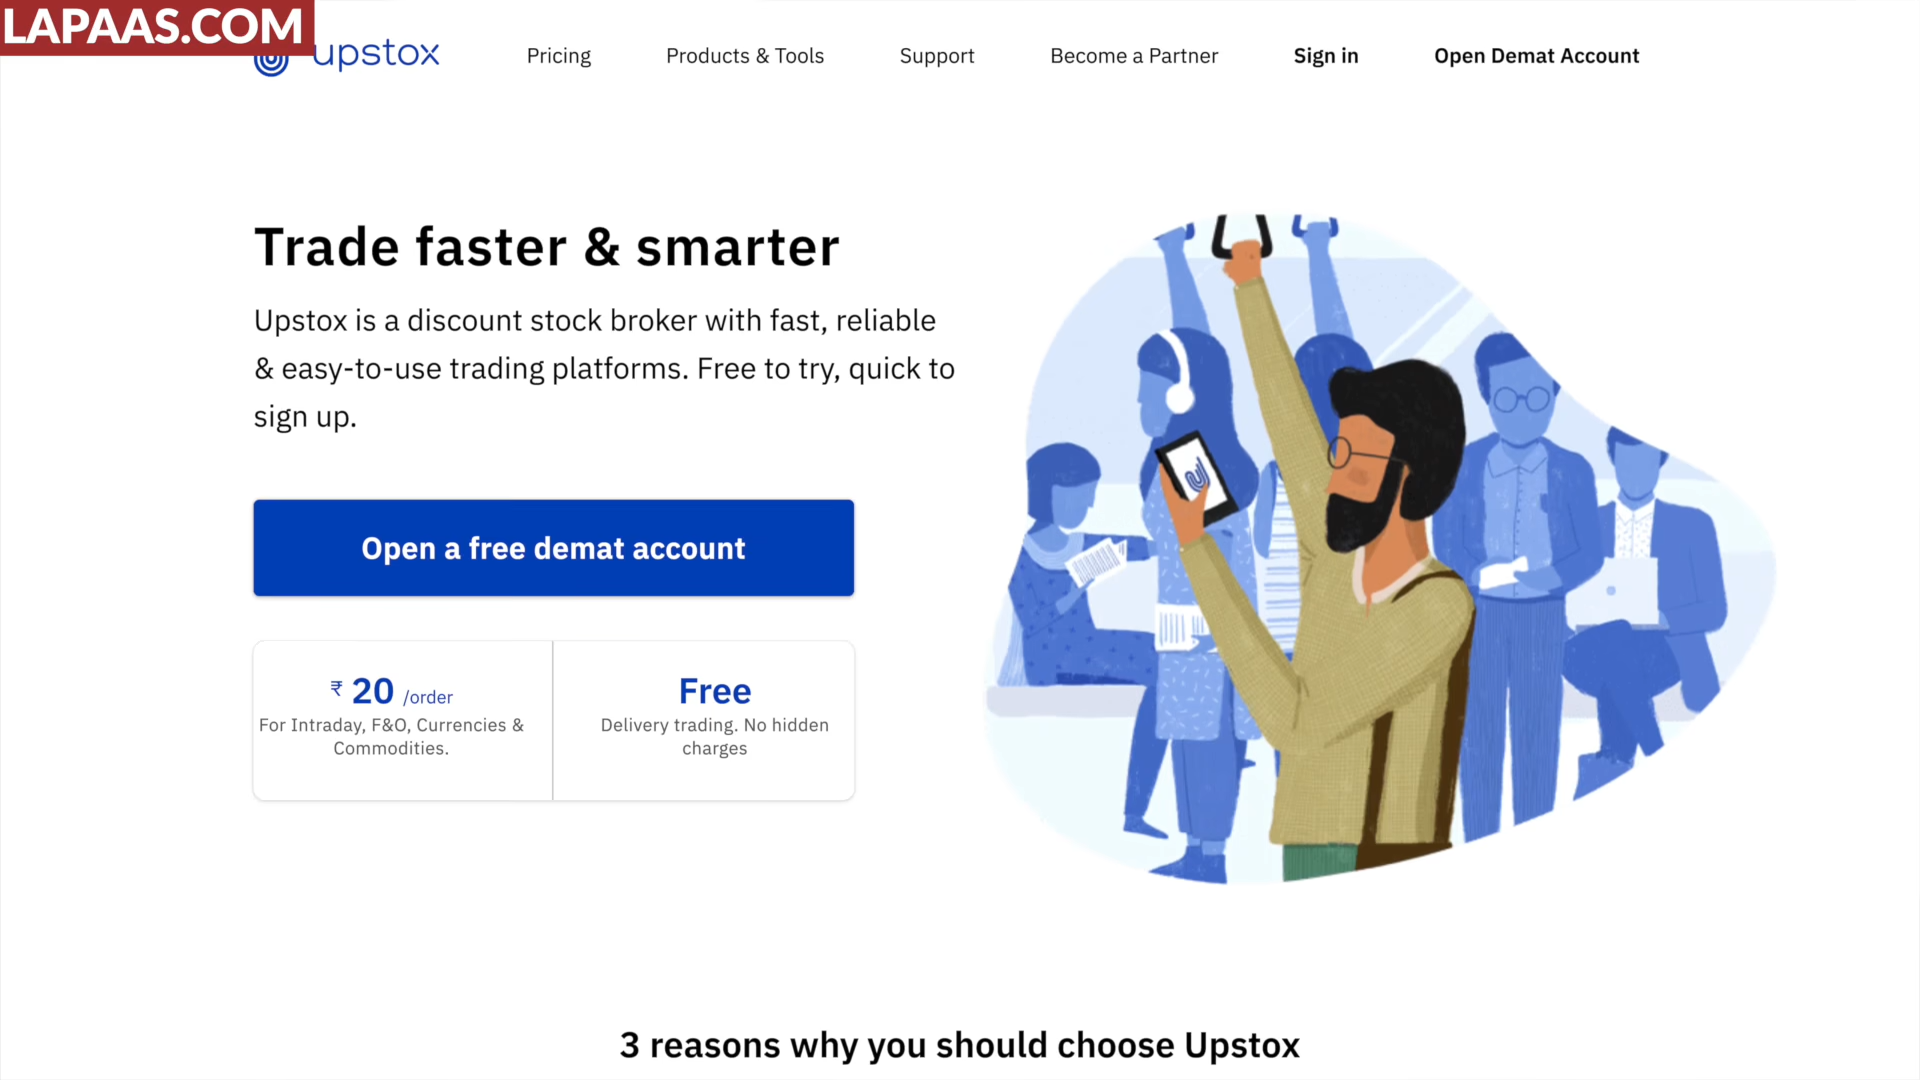 LAPAAS.COM
upstox
Pricing
Products & Tools
Support
Become a Partner
Sign in
Open Demat Account
Trade faster & smarter
Upstox is a discount stock broker with fast, reliable
& easy-to-use trading platforms. Free to try, quick to
sign up.
Open a free demat account
₹ 20 /order
For Intraday, F&O, Currencies &
Commodities.
Free
Delivery trading. No hidden
charges
3 reasons why you should choose Upstox